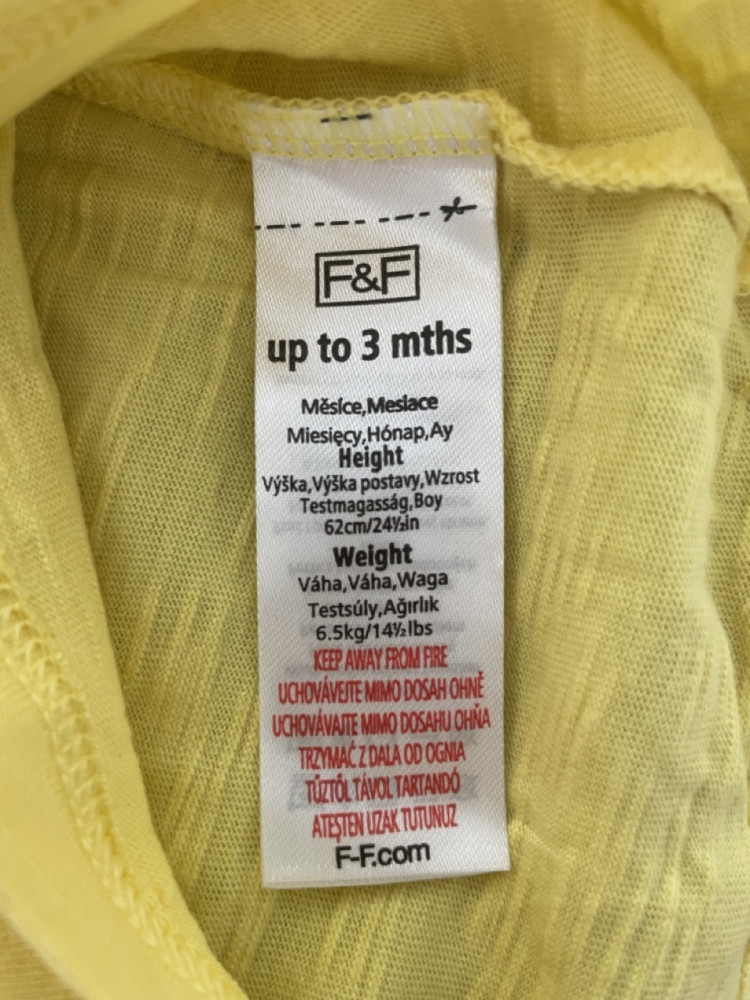 F&F
up to 3 mths
Měsíce,Mesiace
Miesięcy,Hónap,Ay
Height
Výška,Výška postavy,Wzrost
Testmagasság,Boy
62cm/24½in
Weight
Váha,Váha,Waga
Testsúly,Ağırlık
6.5kg/14½lbs
KEEP AWAY FROM FIRE
UCHOVÁVEJTE MIMO DOSAH OHNĚ
UCHOVÁVAJTE MIMO DOSAHU OHŇA
TRZYMAĆ Z DALA OD OGNIA
TŰZTŐL TÁVOL TARTANDÓ
ATEŞTEN UZAK TUTUNUZ
F-F.com